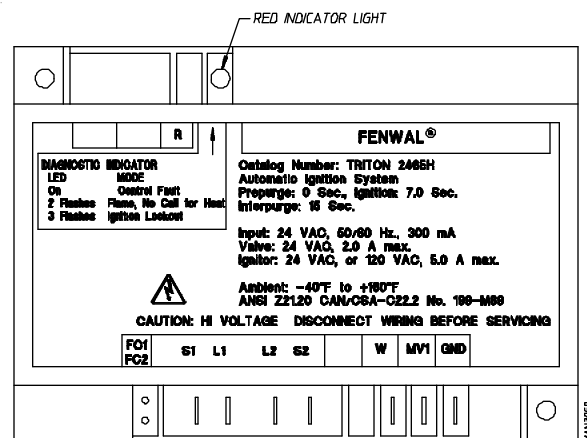 RED INDICATOR LIGHT
R
FENWAL®
DIAGNOSTIC INDICATOR
LED MODE
On Control Fault
2 Flashes Flame, No Call for Heat
3 Flashes Ignition Lockout
Catalog Number: TRITON 2465H
Automatic Ignition System
Prepurge: 0 Sec., Ignition: 7.0 Sec.
Interpurge: 15 Sec.
Input: 24 VAC, 50/60 Hz., 300 mA
Valve: 24 VAC, 2.0 A max.
Ignitor: 24 VAC, or 120 VAC, 5.0 A max.
Ambient: -40°F to +160°F
ANSI Z21.20 CAN/CSA-C22.2 No. 199-M89
CAUTION: HI VOLTAGE DISCONNECT WIRING BEFORE SERVICING
FC1
FC2
S1 L1 L2 S2 W MV1 GND